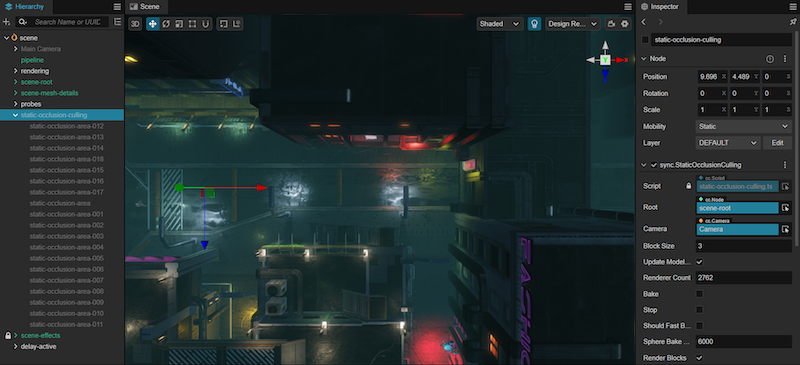 Hierarchy
Search Name or UUID
scene
Main Camera
pipeline
rendering
scene-root
scene-mesh-details
probes
static-occlusion-culling
static-occlusion-area-012
static-occlusion-area-013
static-occlusion-area-014
static-occlusion-area-018
static-occlusion-area-015
static-occlusion-area-016
static-occlusion-area-017
static-occlusion-area
static-occlusion-area-001
static-occlusion-area-002
static-occlusion-area-003
static-occlusion-area-004
static-occlusion-area-005
static-occlusion-area-006
static-occlusion-area-007
static-occlusion-area-008
static-occlusion-area-009
static-occlusion-area-010
static-occlusion-area-011
scene-effects
delay-active
Scene
3D
Shaded
Design Re...
Y
X
Inspector
static-occlusion-culling
Node
Position 9.696 4.489 0
Rotation 0 0 0
Scale 1 1 1
Mobility Static
Layer DEFAULT Edit
sync.StaticOcclusionCulling
cc.Script
Script static-occlusion-culling.ts
cc.Node
Root scene-root
cc.Camera
Camera Camera
Block Size 3
Update Model...
Renderer Count 2762
Bake
Stop
Should Fast B...
Sphere Bake ... 6000
Render Blocks